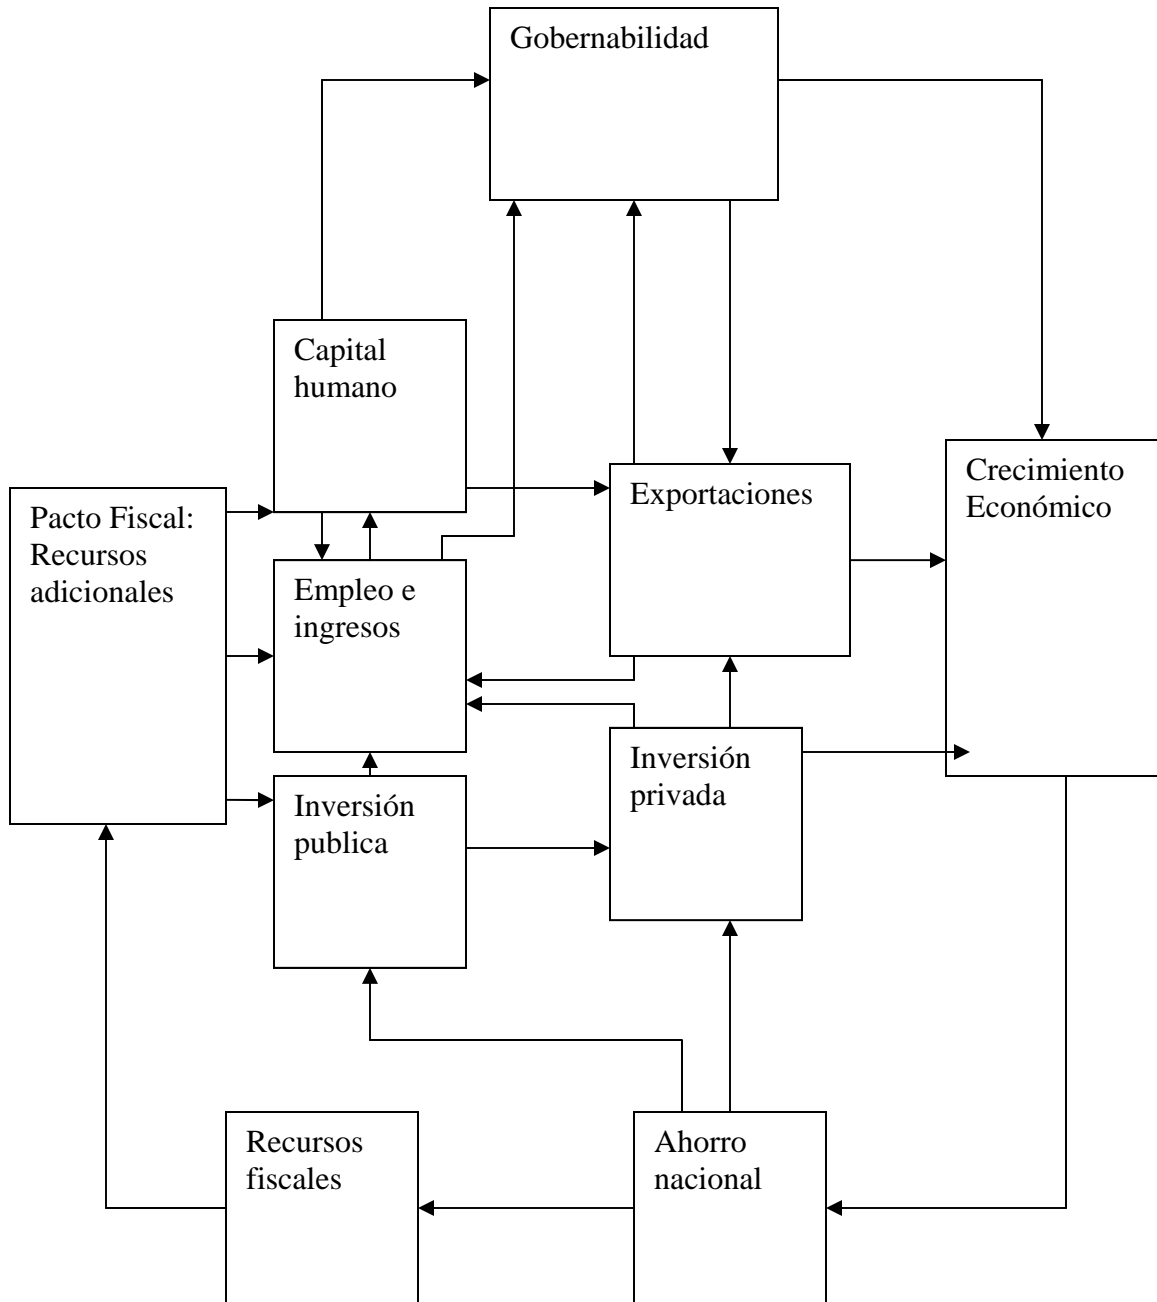 Gobernabilidad
Capital
humano
Crecimiento
Económico
Exportaciones
Pacto Fiscal:
Recursos
adicionales
Empleo e
ingresos
Inversión
privada
Inversión
publica
Recursos
fiscales
Ahorro
nacional